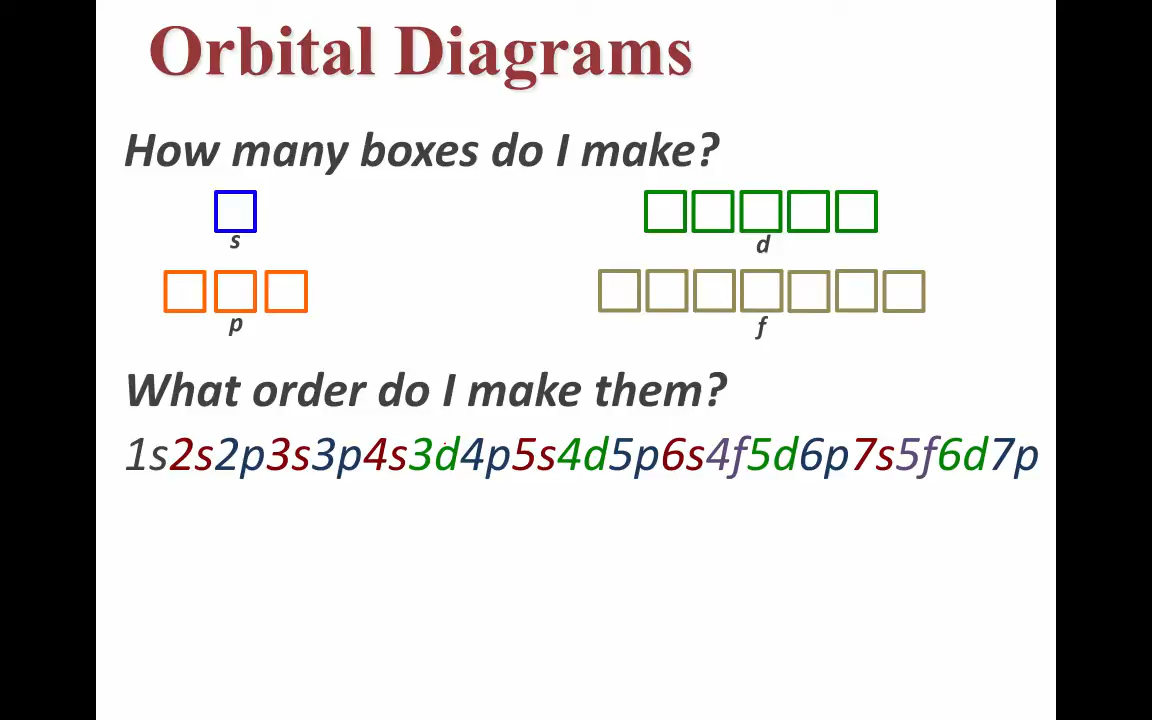 Orbital Diagrams
How many boxes do I make?
s
d
p
f
What order do I make them?
1s2s2p3s3p4s3d4p5s4d5p6s4f5d6p7s5f6d7p